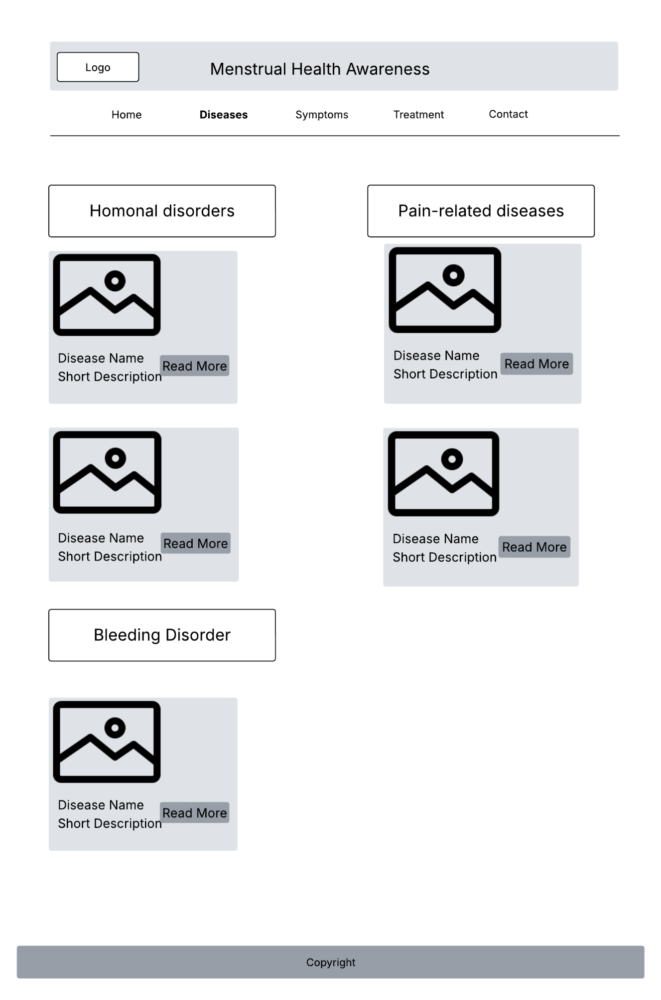 Logo
Menstrual Health Awareness
Home
Diseases
Symptoms
Treatment
Contact
Homonal disorders
Pain-related diseases
Disease Name
Short Description
Read More
Disease Name
Short Description
Read More
Disease Name
Short Description
Read More
Disease Name
Short Description
Read More
Bleeding Disorder
Disease Name
Short Description
Read More
Copyright